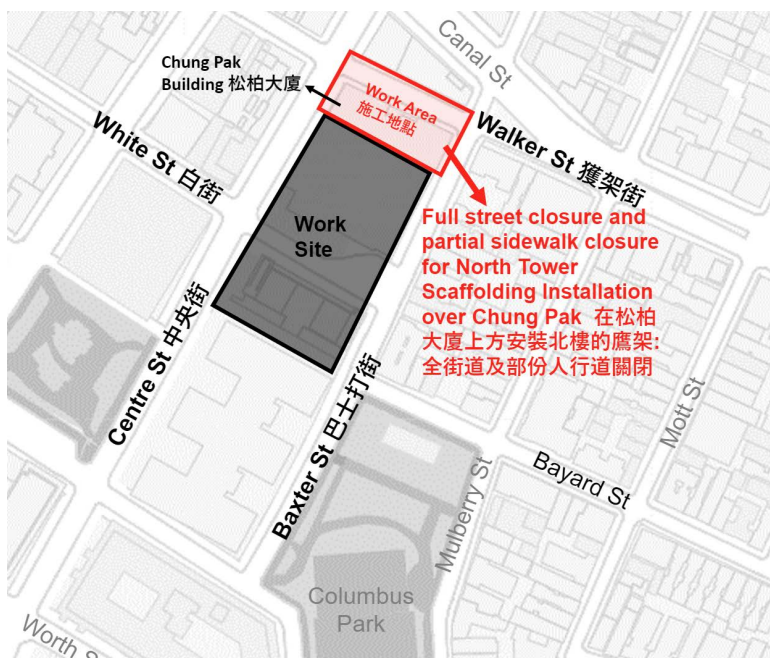 Canal St
Chung Pak
Building 松柏大廈
Work Area
施工地點
White St 白街
Walker St 獲架街
Work
Site
Full street closure and
partial sidewalk closure
for North Tower
Scaffolding Installation
over Chung Pak 在松柏
大廈上方安裝北樓的鷹架:
全街道及部份人行道關閉
Centre St 中央街
Baxter St 巴士打街
Mott St
Mulberry St
Bayard St
Columbus
Park
Worth S